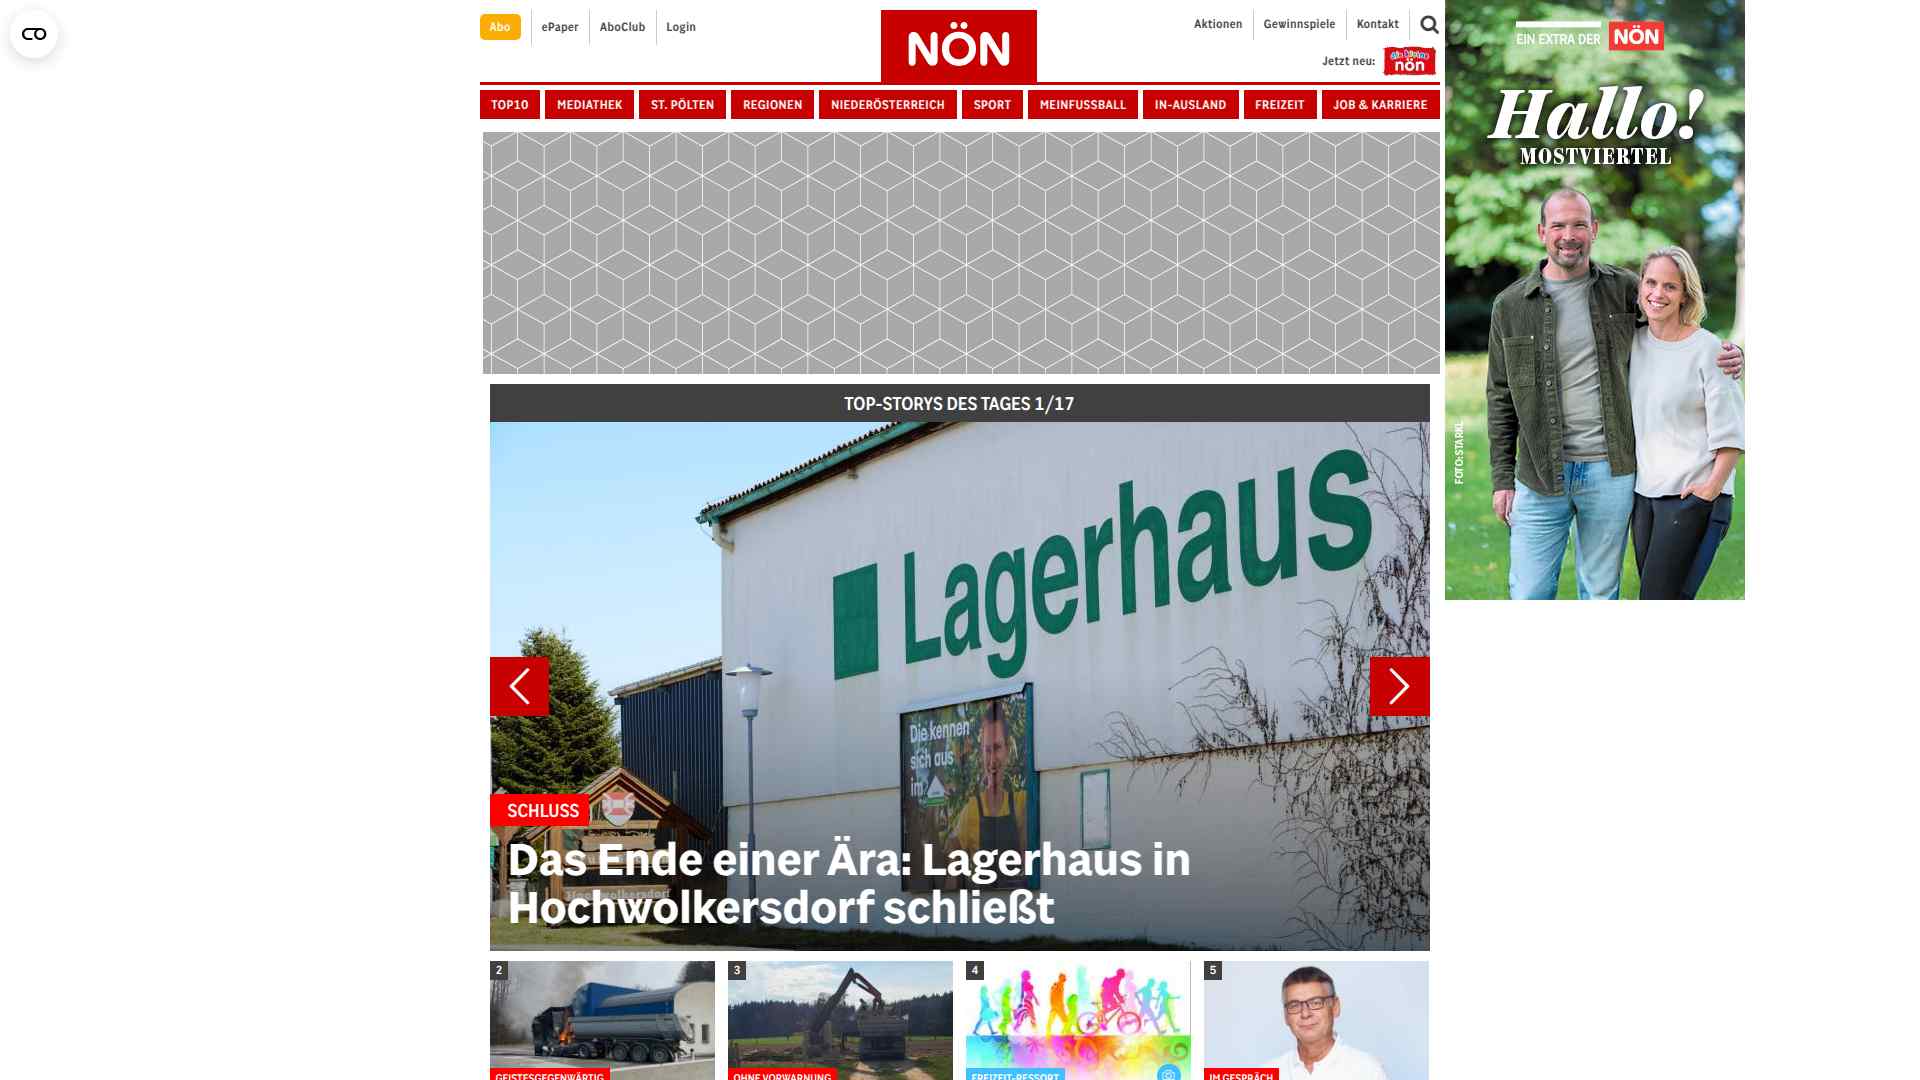 Abo
ePaper
AboClub
Login
NÖN
Aktionen
Gewinnspiele
Kontakt
Jetzt neu:
die kleine
nön
TOP10
MEDIATHEK
ST. PÖLTEN
REGIONEN
NIEDERÖSTERREICH
SPORT
MEINFUSSBALL
IN-AUSLAND
FREIZEIT
JOB & KARRIERE
EIN EXTRA DER NÖN
Hallo!
MOSTVIERTEL
FOTO: STARKL
TOP-STORYS DES TAGES 1/17
Lagerhaus
Die kennen
sich aus
im
SCHLUSS
Das Ende einer Ära: Lagerhaus in
Hochwolkersdorf schließt
Hochwolkersdorf
2
GEISTESGEGENWÄRTIG
3
OHNE VORWARNUNG
4
FREIZEIT-RESSORT
5
IM GESPRÄCH